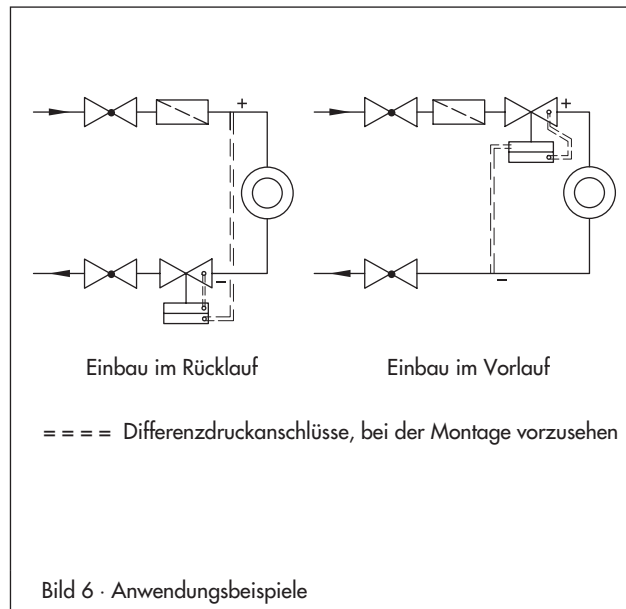 +
+
−
−
Einbau im Rücklauf
Einbau im Vorlauf
==== Differenzdruckanschlüsse, bei der Montage vorzusehen
Bild 6 · Anwendungsbeispiele